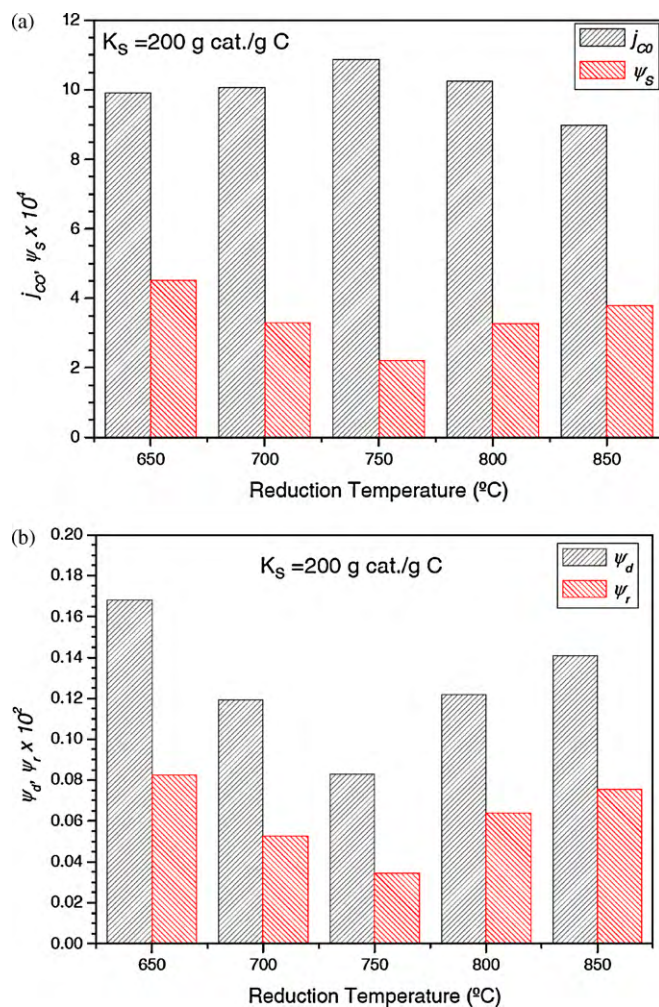 (a)
K_S =200 g cat./g C
j_C0
ψ_S
12
10
8
6
4
2
0
j_CO, ψ_S x 10^4
650 700 750 800 850
Reduction Temperature (ºC)
(b)
K_S =200 g cat./g C
ψ_d
ψ_r
0.20
0.18
0.16
0.14
0.12
0.10
0.08
0.06
0.04
0.02
0.00
ψ_d, ψ_r x 10^2
650 700 750 800 850
Reduction Temperature (ºC)